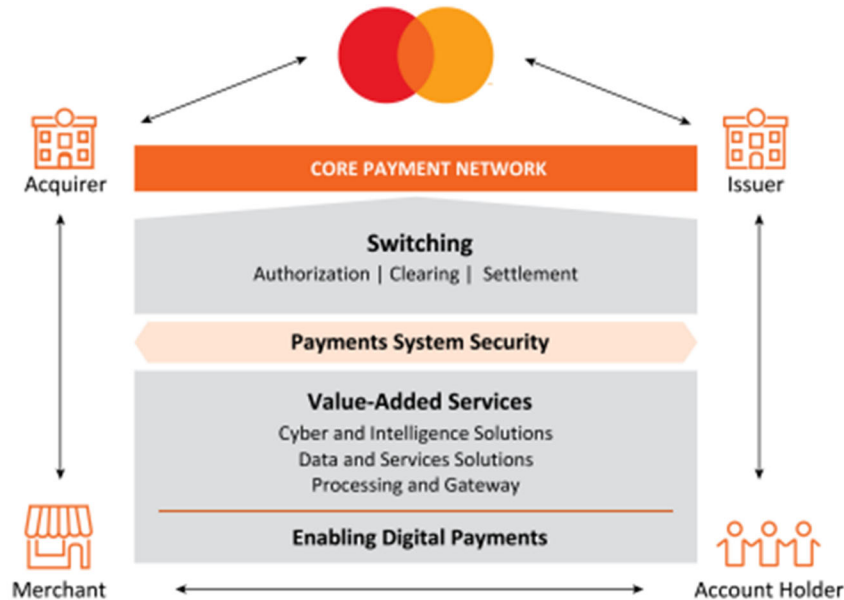 CORE PAYMENT NETWORK
Acquirer
Issuer
Switching
Authorization | Clearing | Settlement
Payments System Security
Value-Added Services
Cyber and Intelligence Solutions
Data and Services Solutions
Processing and Gateway
Enabling Digital Payments
Merchant
Account Holder